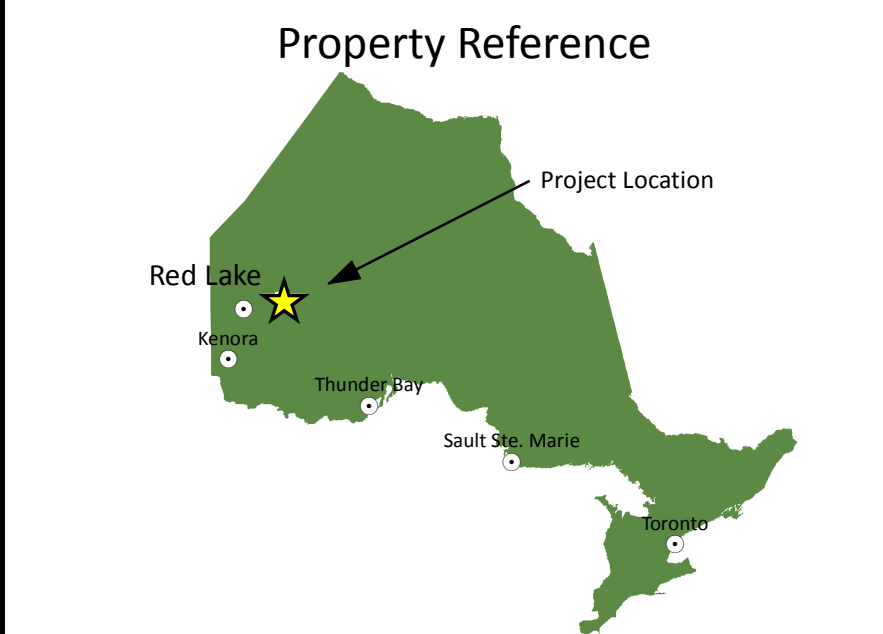 Property Reference
Project Location
Red Lake
Kenora
Thunder Bay
Sault Ste. Marie
Toronto